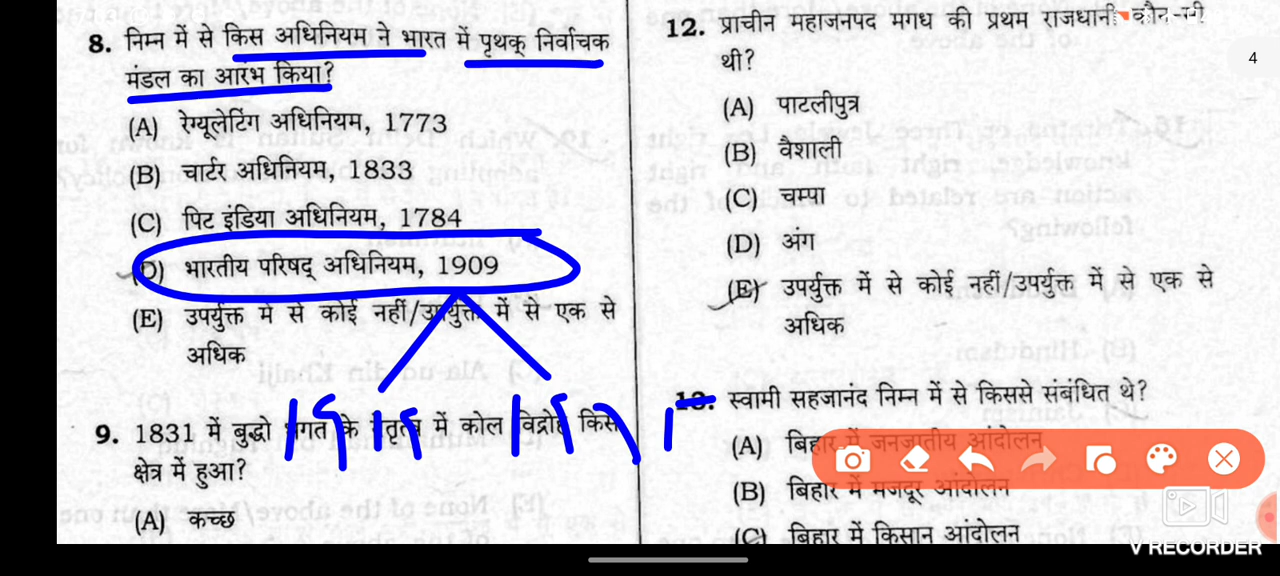 8. निम्न में से किस अधिनियम ने भारत में पृथक् निर्वाचक
मंडल का आरंभ किया?
(A) रेग्यूलेटिंग अधिनियम, 1773
(B) चार्टर अधिनियम, 1833
(C) पिट इंडिया अधिनियम, 1784
(D) भारतीय परिषद् अधिनियम, 1909
(E) उपर्युक्त में से कोई नहीं/उपर्युक्त में से एक से
अधिक
9. 1831 में बुद्धो भगत के नेतृत्व में कोल विद्रोह किस
क्षेत्र में हुआ?
(A) कच्छ
12. प्राचीन महाजनपद मगध की प्रथम राजधानी कौन-सी
थी?
(A) पाटलीपुत्र
(B) वैशाली
(C) चम्पा
(D) अंग
(E) उपर्युक्त में से कोई नहीं/उपर्युक्त में से एक से
अधिक
13. स्वामी सहजानंद निम्न में से किससे संबंधित थे?
(A) बिहार में जनजातीय आंदोलन
(B) बिहार में मजदूर आंदोलन
(C) बिहार में किसान आंदोलन
4
V RECORDER